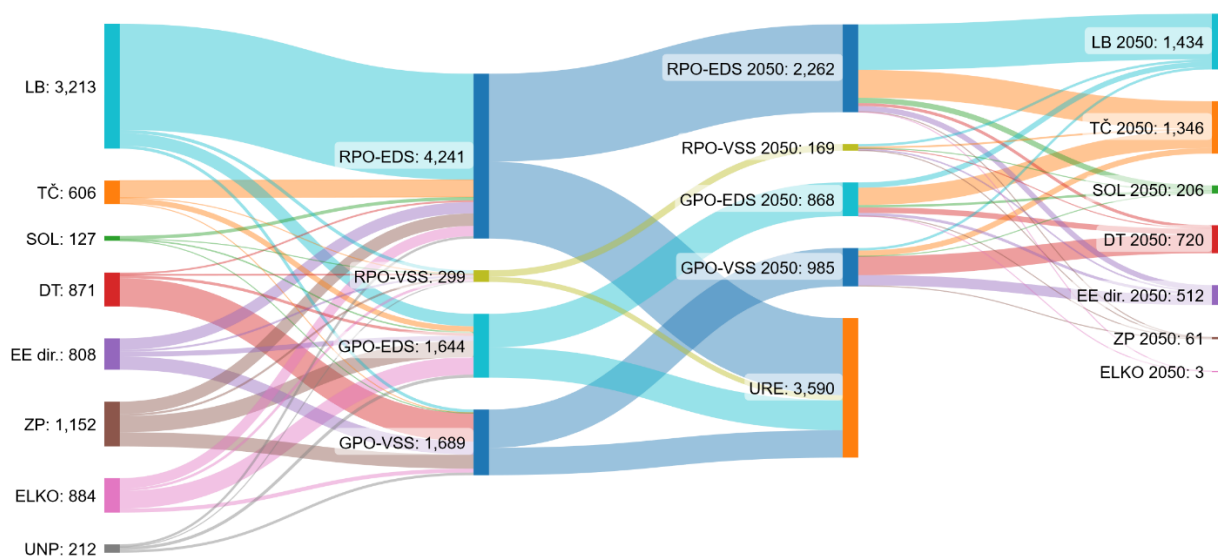 LB: 3,213
TČ: 606
SOL: 127
DT: 871
EE dir.: 808
ZP: 1,152
ELKO: 884
UNP: 212
RPO-EDS: 4,241
RPO-VSS: 299
GPO-EDS: 1,644
GPO-VSS: 1,689
RPO-EDS 2050: 2,262
RPO-VSS 2050: 169
GPO-EDS 2050: 868
GPO-VSS 2050: 985
URE: 3,590
LB 2050: 1,434
TČ 2050: 1,346
SOL 2050: 206
DT 2050: 720
EE dir. 2050: 512
ZP 2050: 61
ELKO 2050: 3